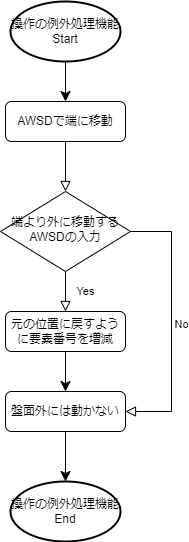 操作の例外処理機能
Start
AWSDで端に移動
端より外に移動する
AWSDの入力
Yes
No
元の位置に戻すよう
に要素番号を増減
盤面外には動かない
操作の例外処理機能
End